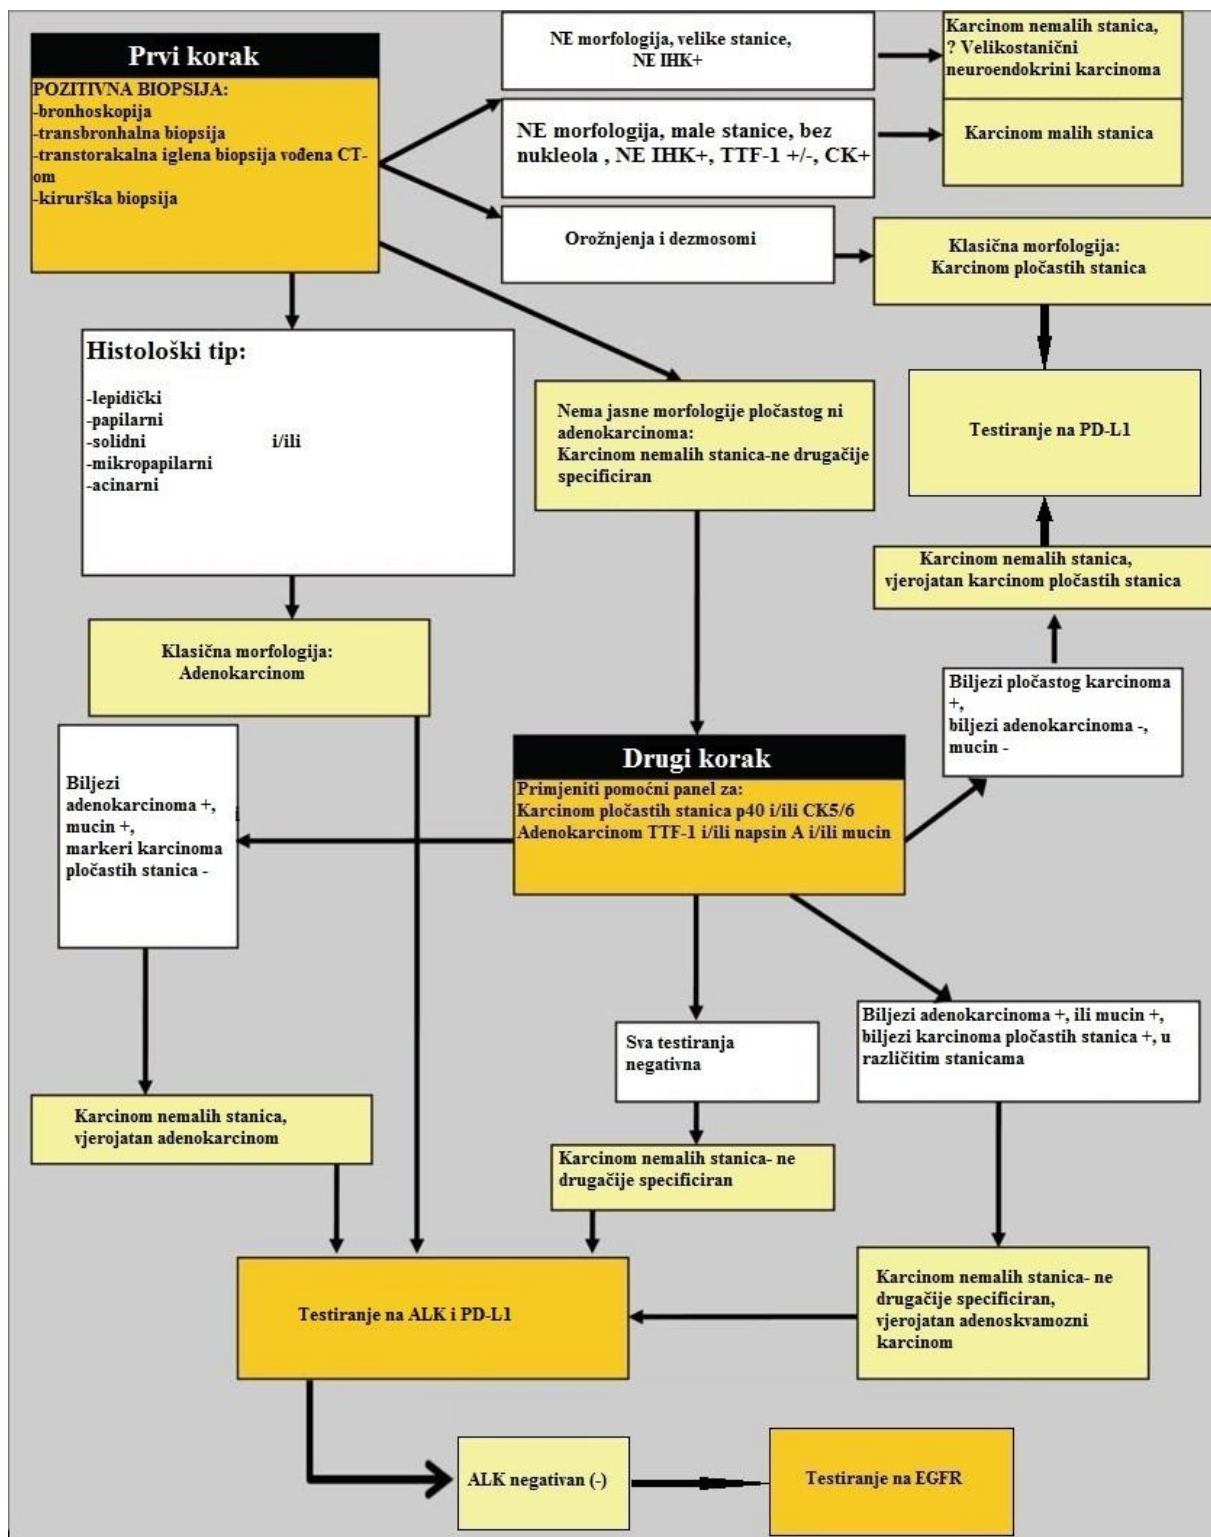 Prvi korak
POZITIVNA BIOPSIJA:
-bronhoskopija
-transbronhalna biopsija
-transtorakalna iglena biopsija vođena CT-
om
-kirurška biopsija
NE morfologija, velike stanice,
NE IHK+
Karcinom nemalih stanica,
? Velikostanični
neuroendokrini karcinoma
NE morfologija, male stanice, bez
nukleola , NE IHK+, TTF-1 +/-, CK+
Karcinom malih stanica
Orožnjenja i dezmosomi
Klasična morfologija:
Karcinom pločastih stanica
Histološki tip:
-lepidički
-papilarni
-solidni i/ili
-mikropapilarni
-acinarni
Nema jasne morfologije pločastog ni
adenokarcinoma:
Karcinom nemalih stanica-ne drugačije
specificiran
Testiranje na PD-L1
Karcinom nemalih stanica,
vjerojatan karcinom pločastih stanica
Klasična morfologija:
Adenokarcinom
Biljezi pločastog karcinoma
+,
biljezi adenokarcinoma -,
mucin -
Drugi korak
Primjeniti pomoćni panel za:
Karcinom pločastih stanica p40 i/ili CK5/6
Adenokarcinom TTF-1 i/ili napsin A i/ili mucin
Biljezi
adenokarcinoma +,
mucin +,
markeri karcinoma
pločastih stanica -
i
Sva testiranja
negativna
Biljezi adenokarcinoma +, ili mucin +,
biljezi karcinoma pločastih stanica +, u
različitim stanicama
Karcinom nemalih stanica,
vjerojatan adenokarcinom
Karcinom nemalih stanica- ne
drugačije specificiran
Karcinom nemalih stanica- ne
drugačije specificiran,
vjerojatan adenoskvamozni
karcinom
Testiranje na ALK i PD-L1
ALK negativan (-)
Testiranje na EGFR